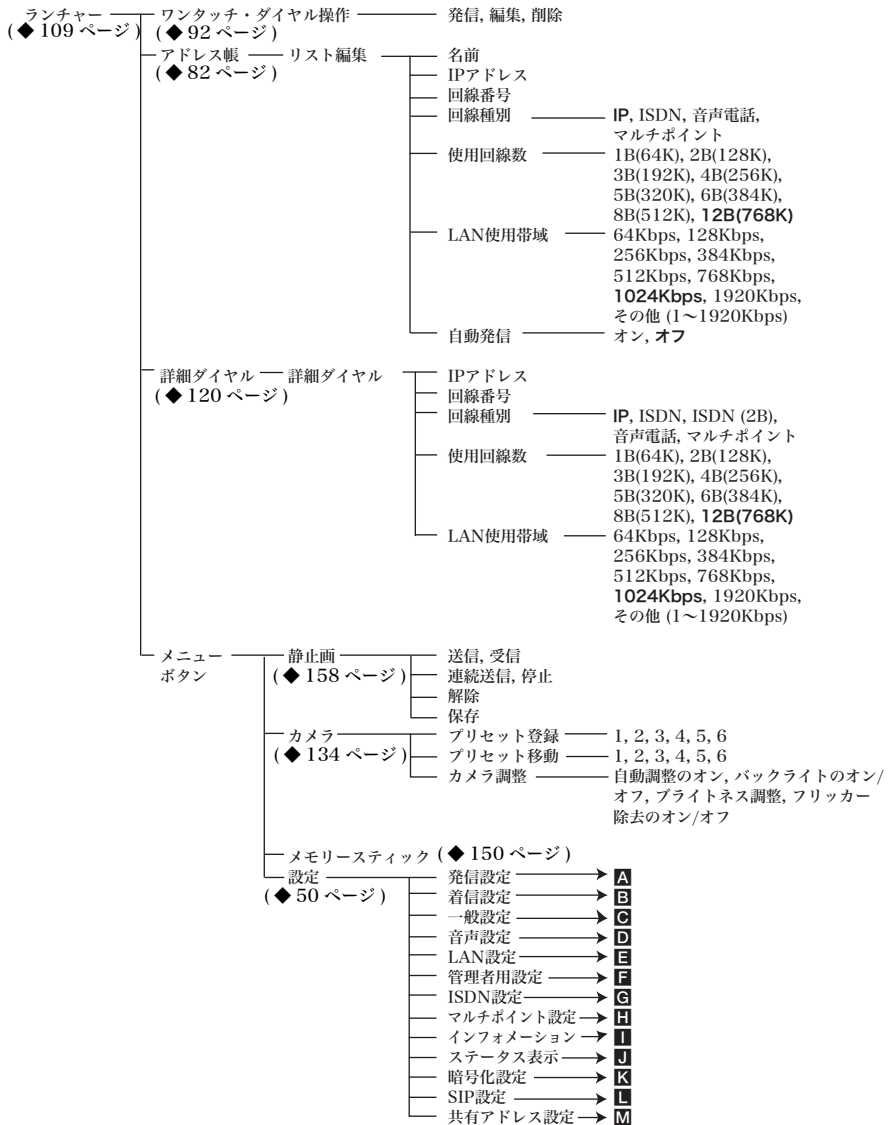 ランチャー ワンタッチ・ダイヤル操作 発信, 編集, 削除
(◆ 109 ページ) (◆ 92 ページ)
アドレス帳 リスト編集 名前
(◆ 82 ページ) IPアドレス
回線番号
回線種別 IP, ISDN, 音声電話,
マルチポイント
使用回線数 1B(64K), 2B(128K),
3B(192K), 4B(256K),
5B(320K), 6B(384K),
8B(512K), 12B(768K)
LAN使用帯域 64Kbps, 128Kbps,
256Kbps, 384Kbps,
512Kbps, 768Kbps,
1024Kbps, 1920Kbps,
その他 (1〜1920Kbps)
自動発信 オン, オフ
詳細ダイヤル 詳細ダイヤル IPアドレス
(◆ 120 ページ) 回線番号
回線種別 IP, ISDN, ISDN (2B),
音声電話, マルチポイント
使用回線数 1B(64K), 2B(128K),
3B(192K), 4B(256K),
5B(320K), 6B(384K),
8B(512K), 12B(768K)
LAN使用帯域 64Kbps, 128Kbps,
256Kbps, 384Kbps,
512Kbps, 768Kbps,
1024Kbps, 1920Kbps,
その他 (1〜1920Kbps)
メニュー 静止画 送信, 受信
ボタン (◆ 158 ページ) 連続送信, 停止
解除
保存
カメラ プリセット登録 1, 2, 3, 4, 5, 6
(◆ 134 ページ) プリセット移動 1, 2, 3, 4, 5, 6
カメラ調整 自動調整のオン, バックライトのオン/
オフ, ブライトネス調整, フリッカー
除去のオン/オフ
メモリースティック (◆ 150 ページ)
設定 発信設定 A
(◆ 50 ページ) 着信設定 B
一般設定 C
音声設定 D
LAN設定 E
管理者用設定 F
ISDN設定 G
マルチポイント設定 H
インフォメーション I
ステータス表示 J
暗号化設定 K
SIP設定 L
共有アドレス設定 M